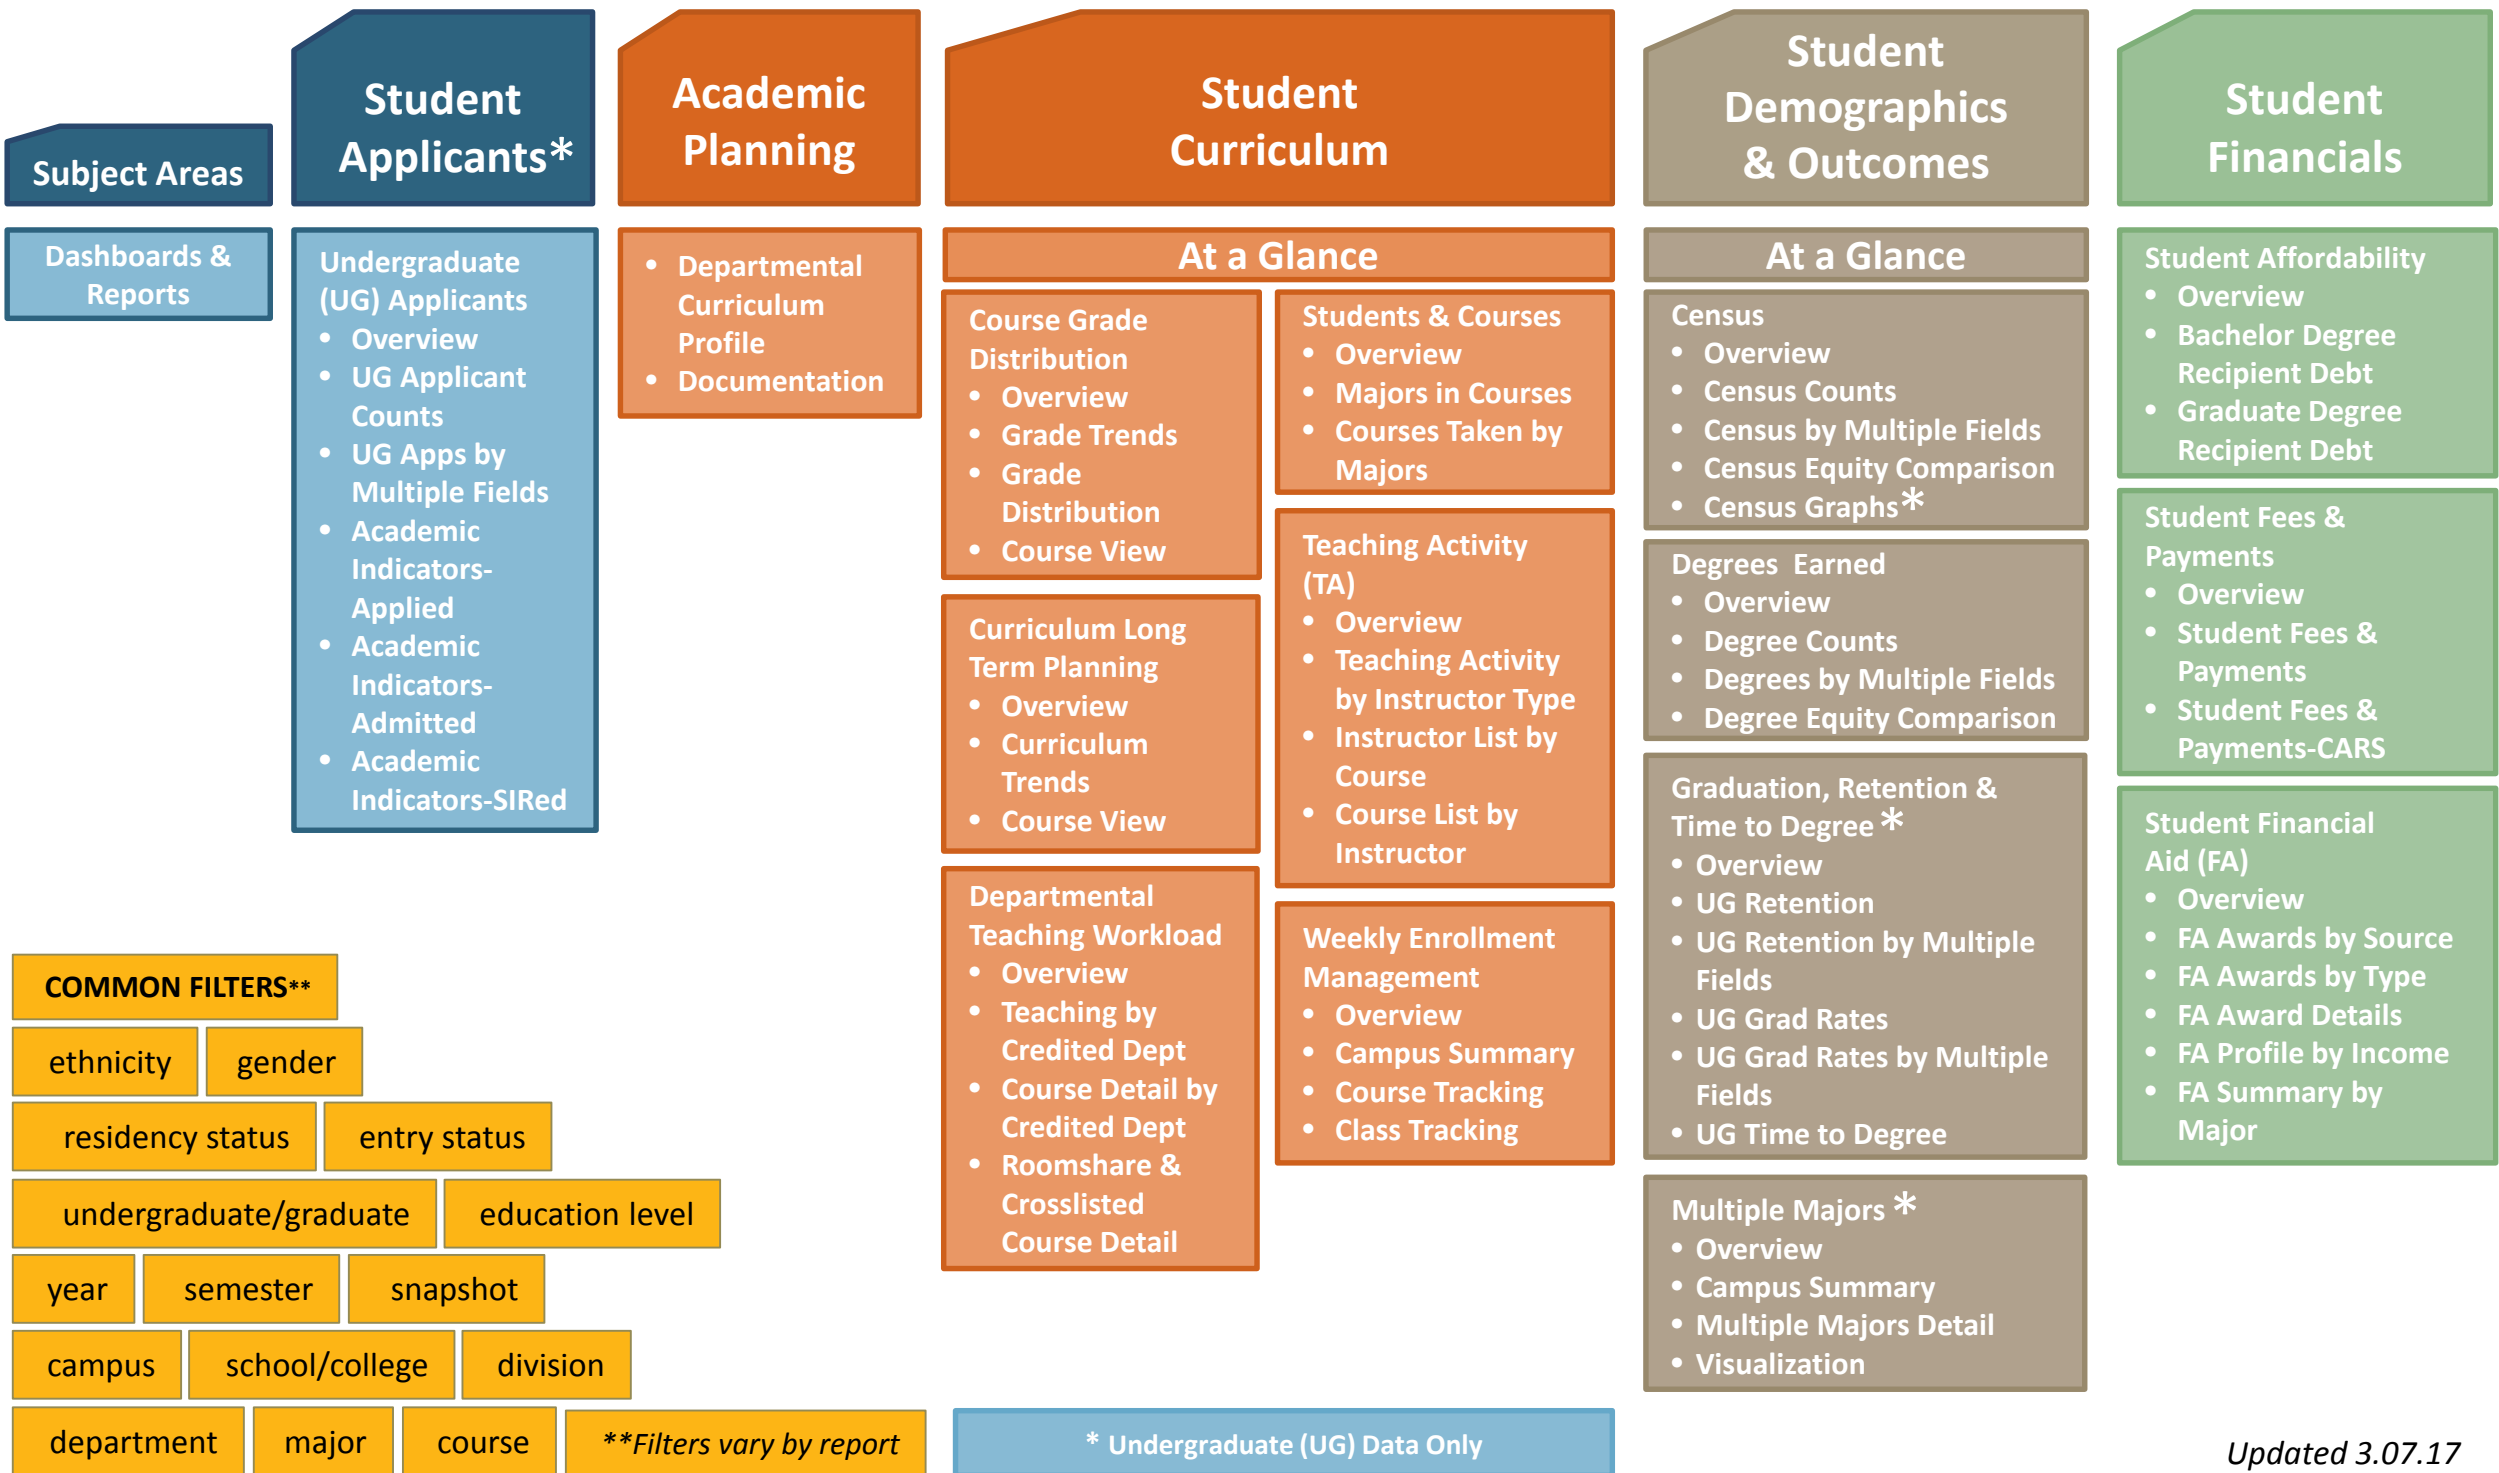 Subject Areas
Dashboards &
Reports
Student
Applicants*
Undergraduate
(UG) Applicants
• Overview
• UG Applicant
Counts
• UG Apps by
Multiple Fields
• Academic
Indicators-
Applied
• Academic
Indicators-
Admitted
• Academic
Indicators-SIRed
Academic
Planning
• Departmental
Curriculum
Profile
• Documentation
Student
Curriculum
At a Glance
Course Grade
Distribution
• Overview
• Grade Trends
• Grade
Distribution
• Course View
Curriculum Long
Term Planning
• Overview
• Curriculum
Trends
• Course View
Departmental
Teaching Workload
• Overview
• Teaching by
Credited Dept
• Course Detail by
Credited Dept
• Roomshare &
Crosslisted
Course Detail
Students & Courses
• Overview
• Majors in Courses
• Courses Taken by
Majors
Teaching Activity
(TA)
• Overview
• Teaching Activity
by Instructor Type
• Instructor List by
Course
• Course List by
Instructor
Weekly Enrollment
Management
• Overview
• Campus Summary
• Course Tracking
• Class Tracking
Student
Demographics
& Outcomes
At a Glance
Census
• Overview
• Census Counts
• Census by Multiple Fields
• Census Equity Comparison
• Census Graphs*
Degrees Earned
• Overview
• Degree Counts
• Degrees by Multiple Fields
• Degree Equity Comparison
Graduation, Retention &
Time to Degree *
• Overview
• UG Retention
• UG Retention by Multiple
Fields
• UG Grad Rates
• UG Grad Rates by Multiple
Fields
• UG Time to Degree
Multiple Majors *
• Overview
• Campus Summary
• Multiple Majors Detail
• Visualization
Student
Financials
Student Affordability
• Overview
• Bachelor Degree
Recipient Debt
• Graduate Degree
Recipient Debt
Student Fees &
Payments
• Overview
• Student Fees &
Payments
• Student Fees &
Payments-CARS
Student Financial
Aid (FA)
• Overview
• FA Awards by Source
• FA Awards by Type
• FA Award Details
• FA Profile by Income
• FA Summary by
Major
COMMON FILTERS**
ethnicity gender
residency status entry status
undergraduate/graduate education level
year semester snapshot
campus school/college division
department major course **Filters vary by report
* Undergraduate (UG) Data Only
Updated 3.07.17